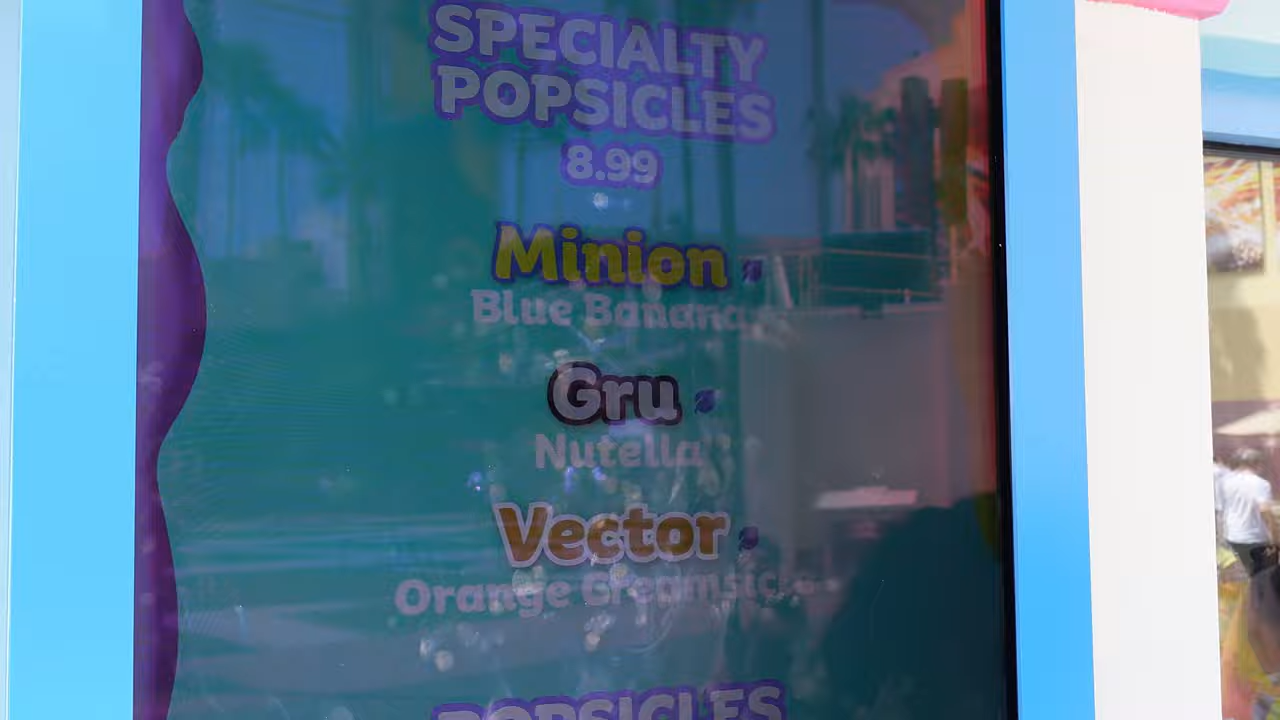 SPECIALTY
POPSICLES
8.99
Minion
Blue Banana
Gru
Nutella
Vector
Orange Creamsicle
POPSICLES